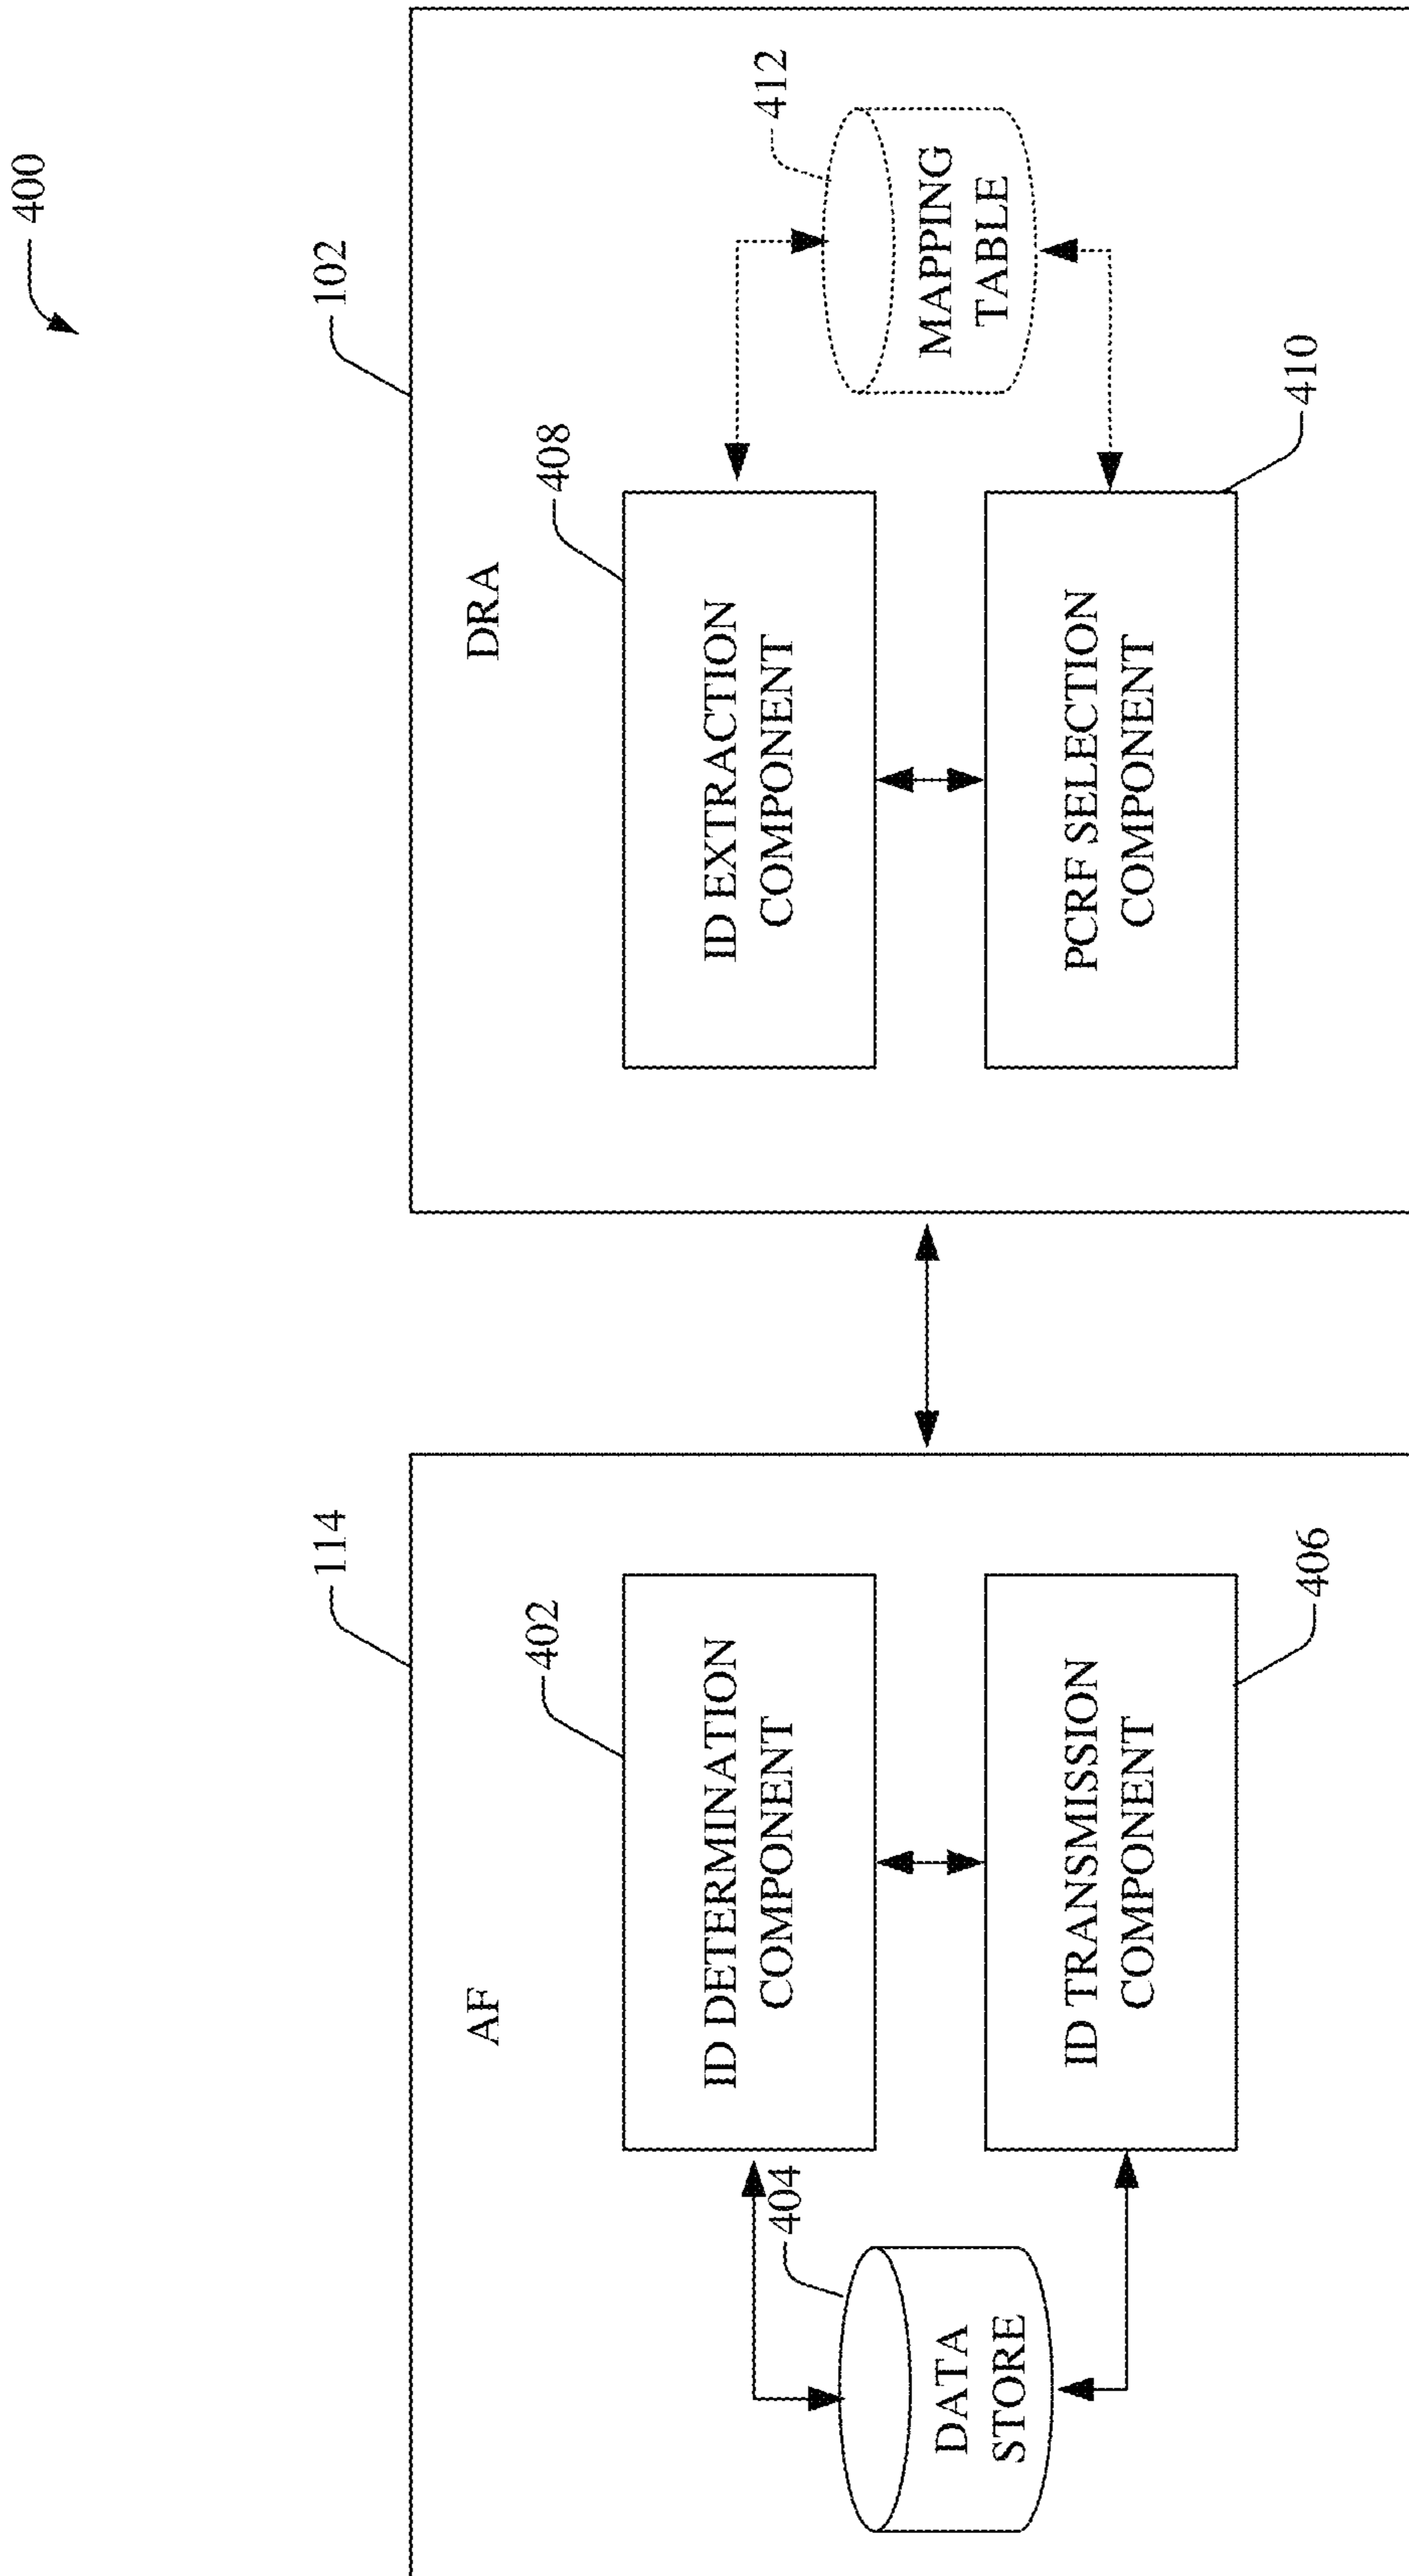 400
114
102
AF
DRA
402
408
ID DETERMINATION
COMPONENT
ID EXTRACTION
COMPONENT
404
412
DATA
STORE
MAPPING
TABLE
ID TRANSMISSION
COMPONENT
PCRF SELECTION
COMPONENT
406
410